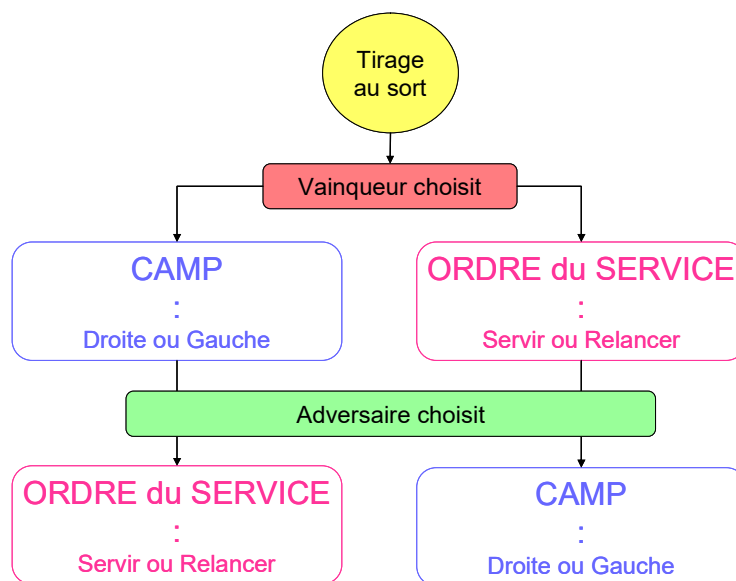 Tirage
au sort
Vainqueur choisit
CAMP
:
Droite ou Gauche
ORDRE du SERVICE
:
Servir ou Relancer
Adversaire choisit
ORDRE du SERVICE
:
Servir ou Relancer
CAMP
:
Droite ou Gauche